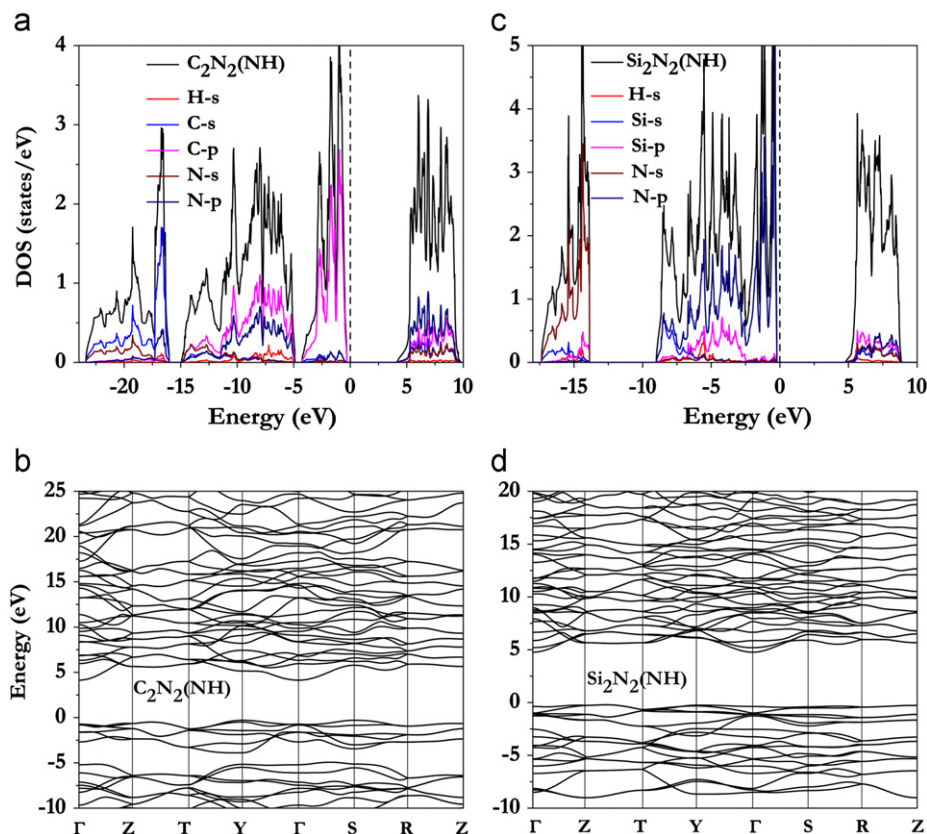 a
4
3
2
1
0
DOS (states/eV)
C₂N₂(NH)
H-s
C-s
C-p
N-s
N-p
-20 -15 -10 -5 0 5 10
Energy (eV)
c
5
4
3
2
1
0
Si₂N₂(NH)
H-s
Si-s
Si-p
N-s
N-p
-15 -10 -5 0 5 10
Energy (eV)
b
25
20
15
10
5
0
-5
-10
Energy (eV)
C₂N₂(NH)
Γ Z T Y Γ S R Z
d
20
15
10
5
0
-5
-10
Si₂N₂(NH)
Γ Z T Y Γ S R Z